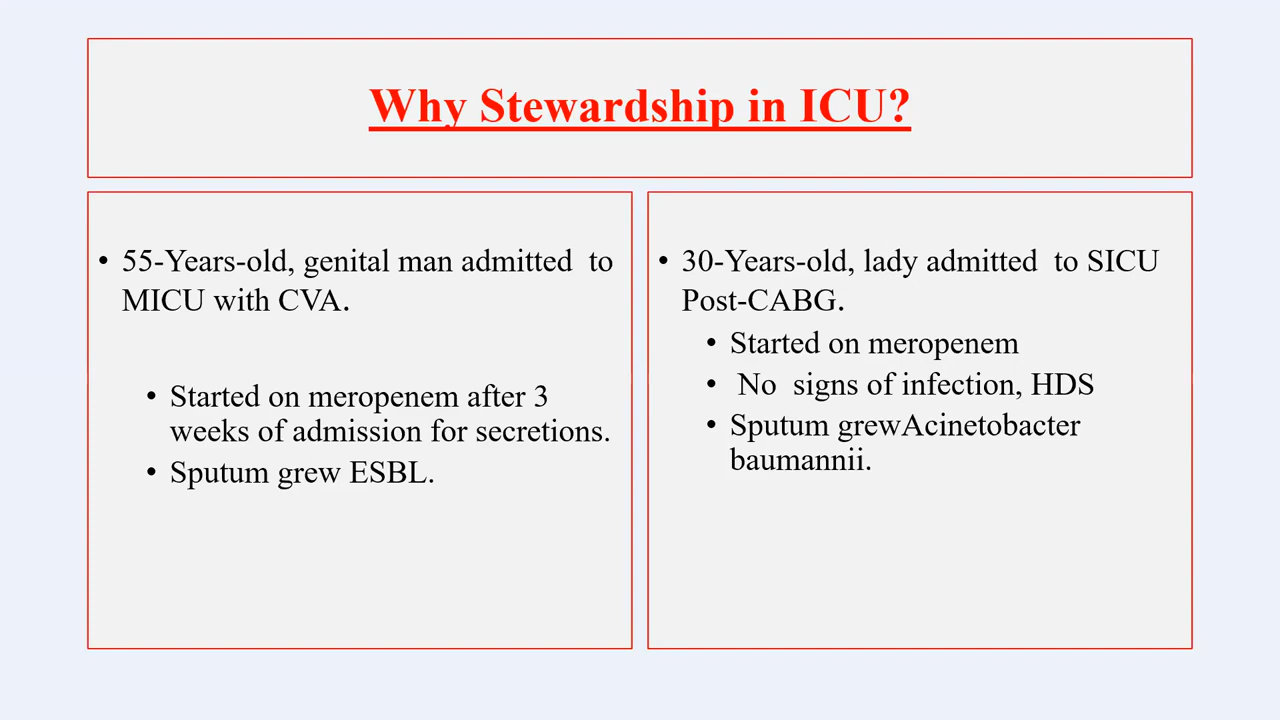 Why Stewardship in ICU?
• 55-Years-old, genital man admitted  to
MICU with CVA.
• Started on meropenem after 3
weeks of admission for secretions.
• Sputum grew ESBL.
• 30-Years-old, lady admitted  to SICU
Post-CABG.
• Started on meropenem
•  No  signs of infection, HDS
• Sputum grewAcinetobacter
baumannii.